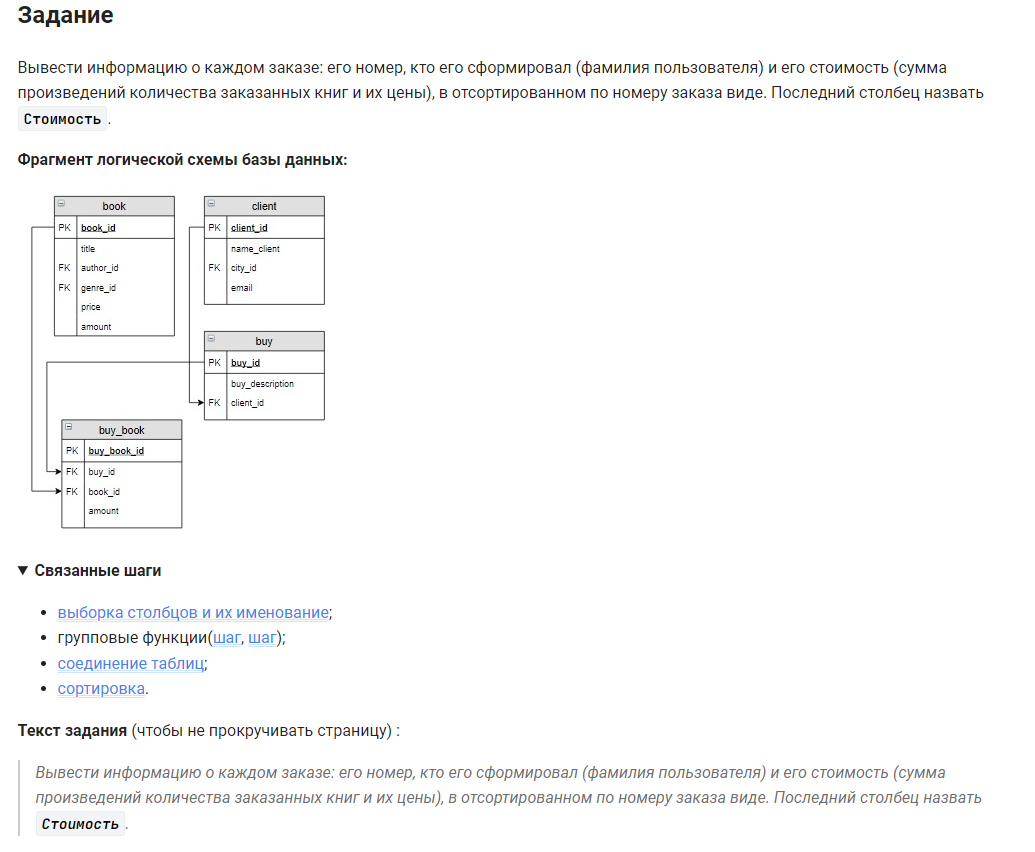 Задание
Вывести информацию о каждом заказе: его номер, кто его сформировал (фамилия пользователя) и его стоимость (сумма
произведений количества заказанных книг и их цены), в отсортированном по номеру заказа виде. Последний столбец назвать
Стоимость.
Фрагмент логической схемы базы данных:
book
PK book_id
title
FK author_id
FK genre_id
price
amount
client
PK client_id
name_client
FK city_id
email
buy
PK buy_id
buy_description
FK client_id
buy_book
PK buy_book_id
FK buy_id
FK book_id
amount
▼ Связанные шаги
• выборка столбцов и их именование;
• групповые функции(шаг, шаг);
• соединение таблиц;
• сортировка.
Текст задания (чтобы не прокручивать страницу) :
Вывести информацию о каждом заказе: его номер, кто его сформировал (фамилия пользователя) и его стоимость (сумма
произведений количества заказанных книг и их цены), в отсортированном по номеру заказа виде. Последний столбец назвать
Стоимость.